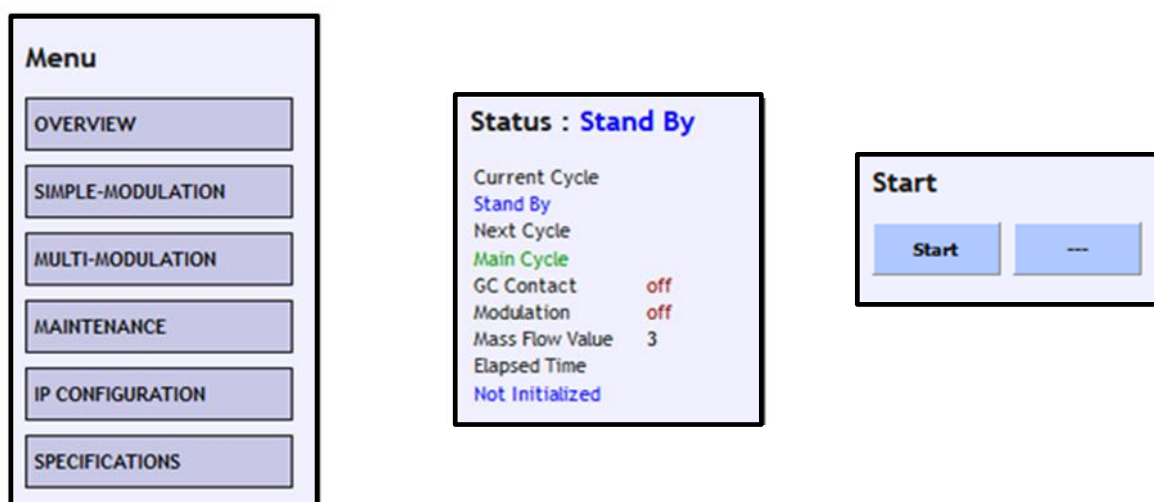 Menu
OVERVIEW
SIMPLE-MODULATION
MULTI-MODULATION
MAINTENANCE
IP CONFIGURATION
SPECIFICATIONS
Status : Stand By
Current Cycle
Stand By
Next Cycle
Main Cycle
GC Contact off
Modulation off
Mass Flow Value 3
Elapsed Time
Not Initialized
Start
Start ---